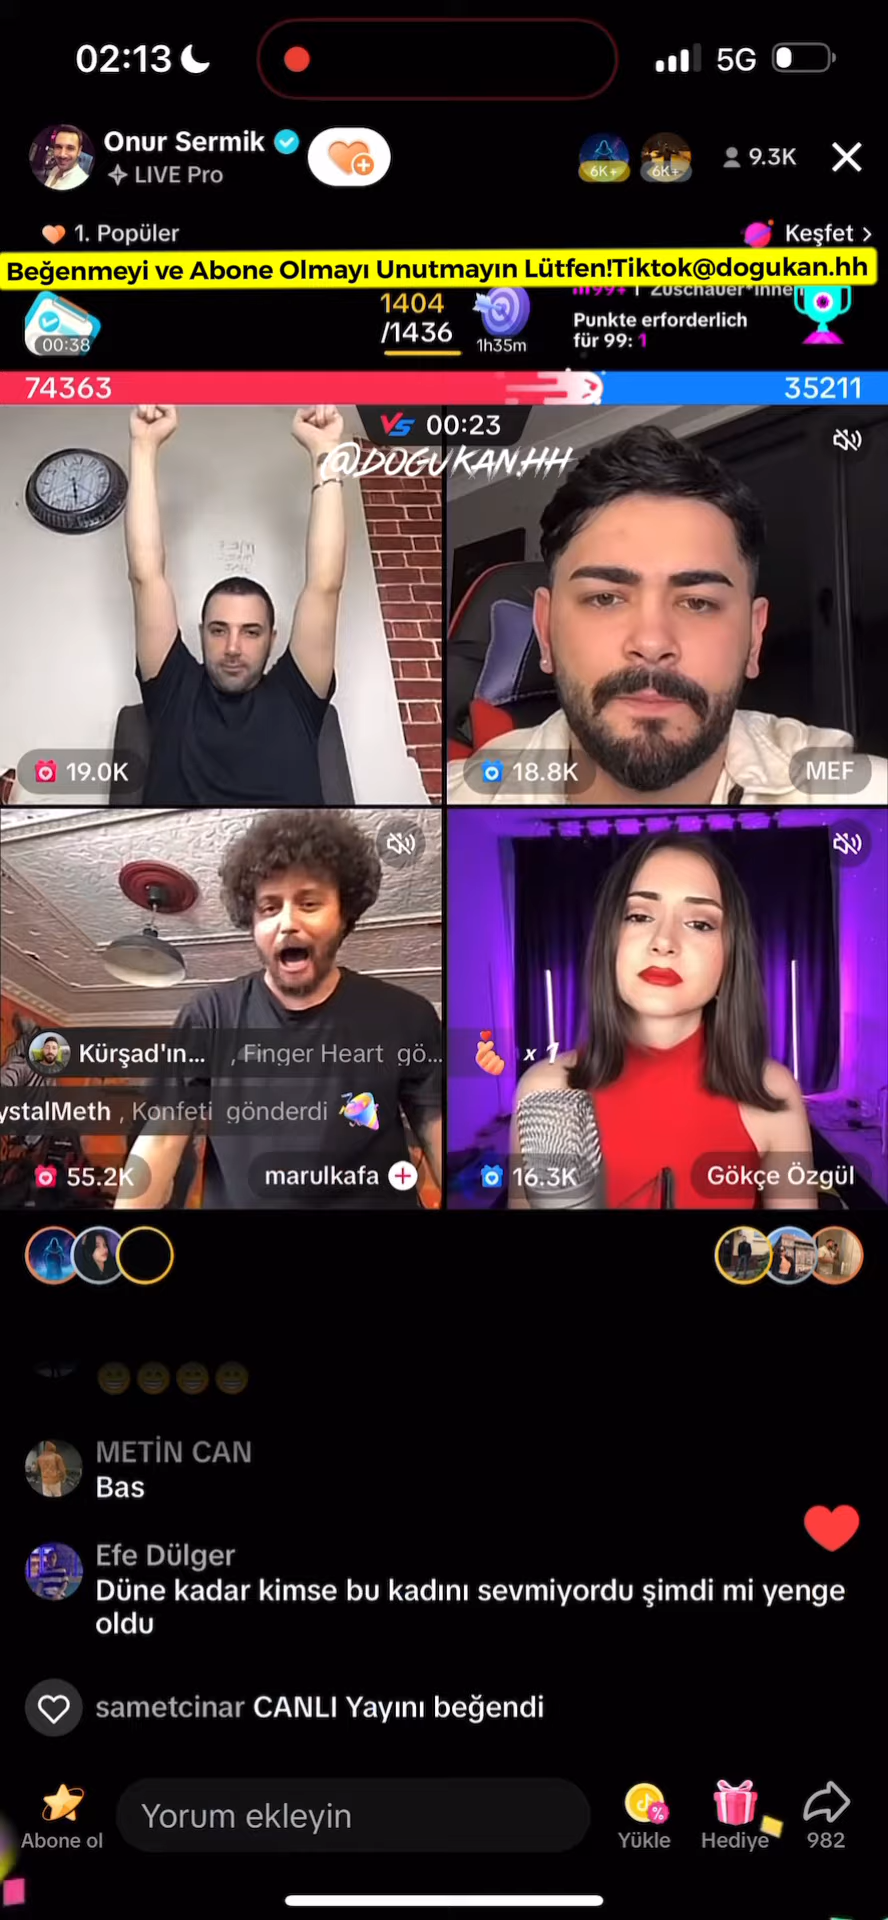 02:13
5G
Onur Sermik
LIVE Pro
6K+
6K+
9.3K
1. Popüler
Keşfet >
Beğenmeyi ve Abone Olmayı Unutmayın Lütfen!Tiktok@dogukan.hh
00:38
1404
/1436
1h35m
Punkte erforderlich
für 99: 1
74363
35211
VS 00:23
@DOGUKAN.HH
19.0K
18.8K
MEF
Kürşad'ın... , Finger Heart gö...
x 1
ystalMeth , Konfeti gönderdi
55.2K
marulkafa
16.3K
Gökçe Özgül
METİN CAN
Bas
Efe Dülger
Düne kadar kimse bu kadını sevmiyordu şimdi mi yenge
oldu
sametcinar CANLI Yayını beğendi
Abone ol
Yorum ekleyin
Yükle
Hediye
982